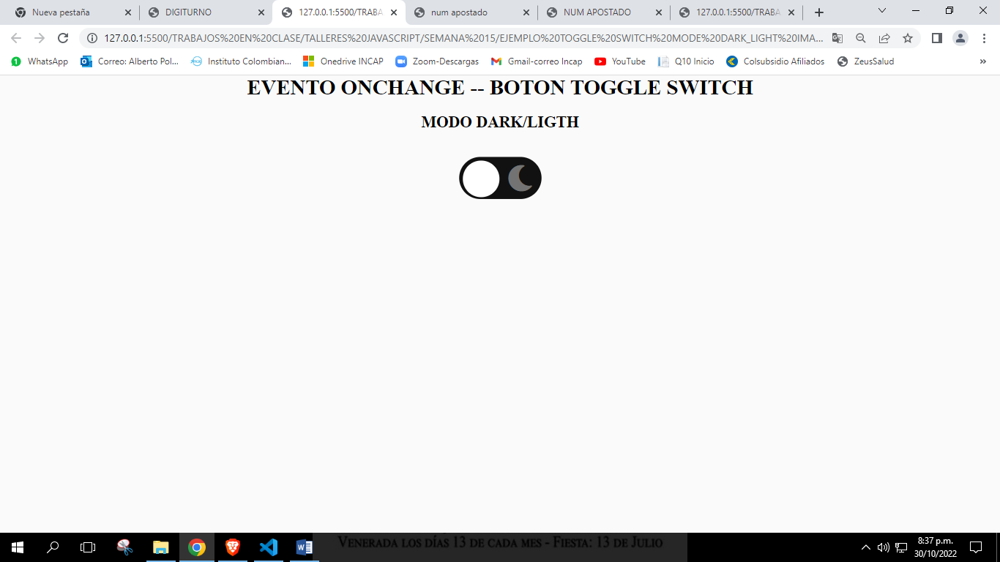 Nueva pestaña
DIGITURNO
127.0.0.1:5500/TRABA
num apostado
NUM APOSTADO
127.0.0.1:5500/TRABA
127.0.0.1:5500/TRABAJOS%20EN%20CLASE/TALLERES%20JAVASCRIPT/SEMANA%2015/EJEMPLO%20TOGGLE%20SWITCH%20MODE%20DARK_LIGHT%20IMA...
WhatsApp
Correo: Alberto Pol...
Instituto Colombian...
Onedrive INCAP
Zoom-Descargas
Gmail-correo Incap
YouTube
Q10 Inicio
Colsubsidio Afiliados
ZeusSalud
»
EVENTO ONCHANGE -- BOTON TOGGLE SWITCH
MODO DARK/LIGTH
Venerada los días 13 de cada mes - Fiesta: 13 de Julio
8:37 p.m.
30/10/2022